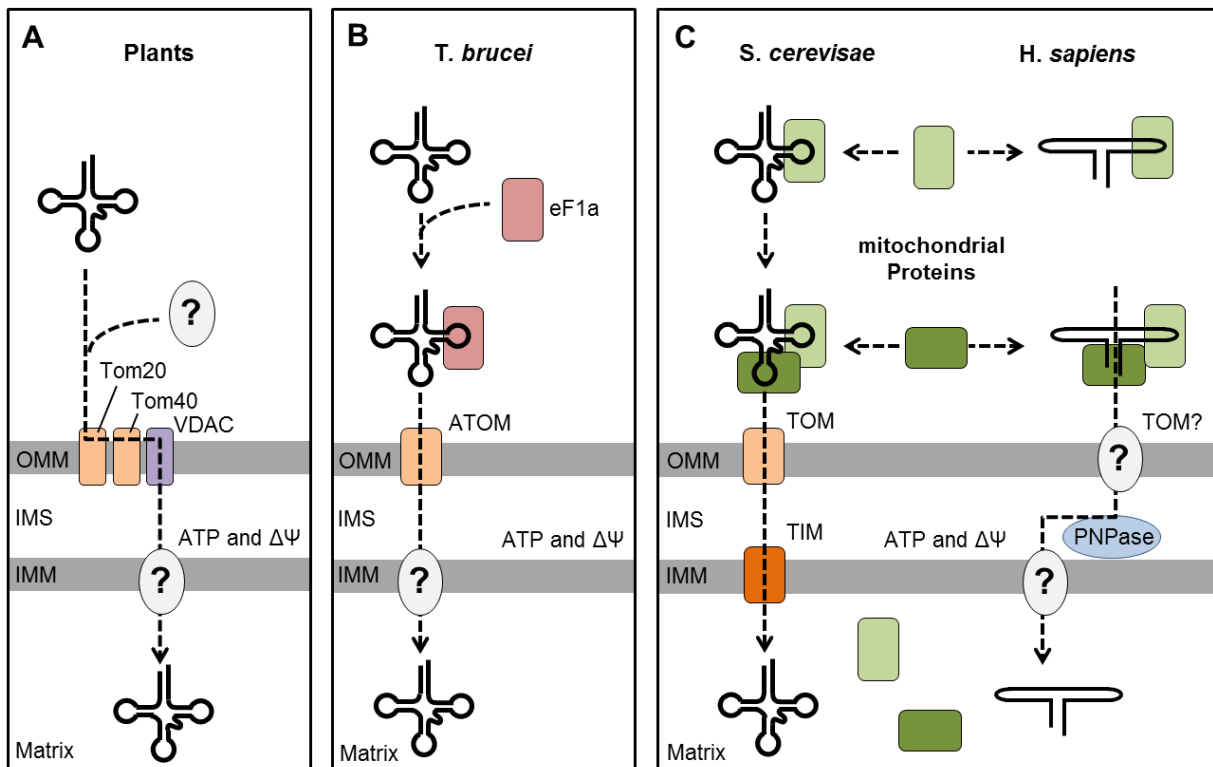 A
Plants
?
Tom20
Tom40
VDAC
OMM
IMS
ATP and ΔΨ
IMM
?
Matrix
B
T. brucei
eF1a
ATOM
OMM
IMS
ATP and ΔΨ
IMM
?
Matrix
C
S. cerevisae
H. sapiens
mitochondrial
Proteins
TOM
TOM?
OMM
?
IMS
TIM
ATP and ΔΨ
PNPase
IMM
?
Matrix